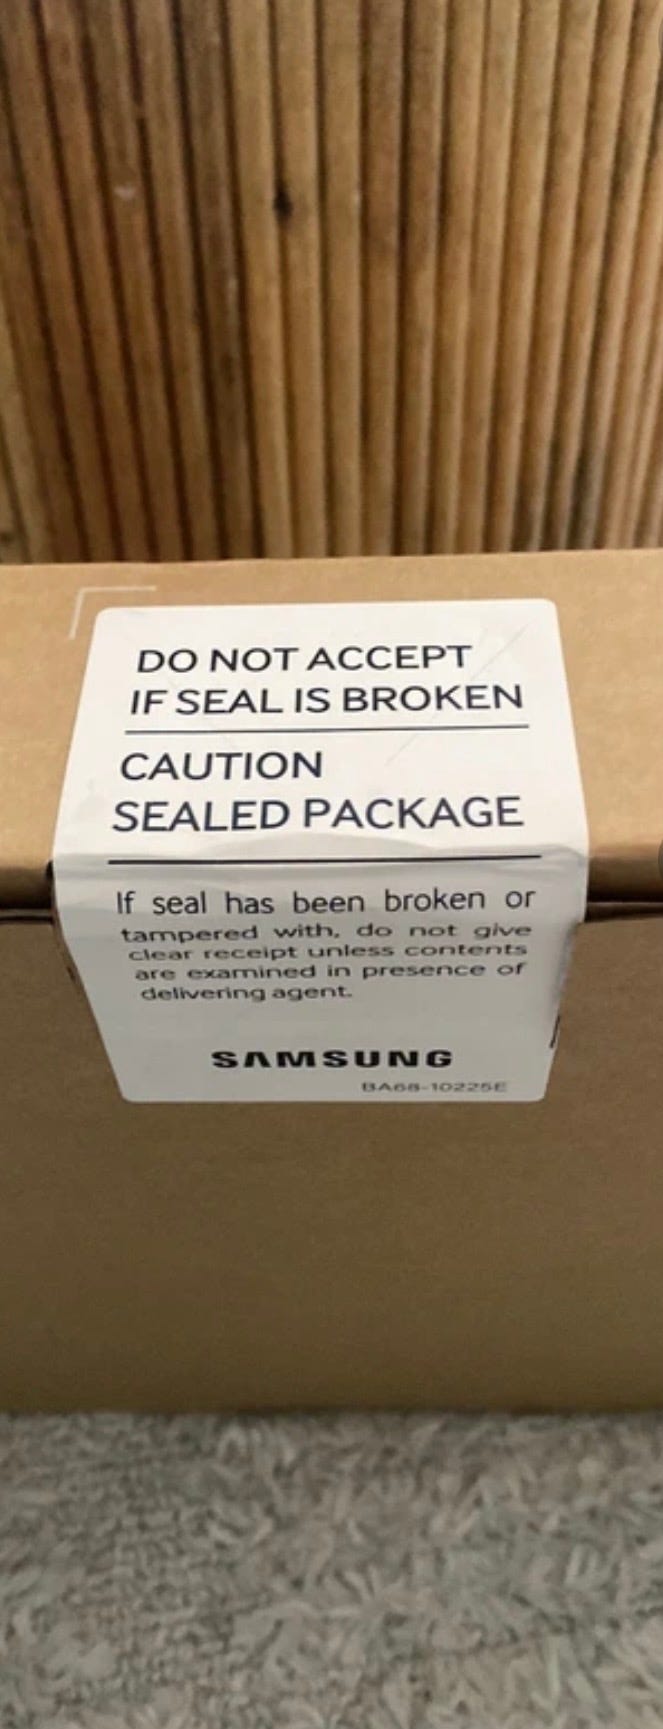 DO NOT ACCEPT
IF SEAL IS BROKEN
CAUTION
SEALED PACKAGE
If seal has been broken or
tampered with, do not give
clear receipt unless contents
are examined in presence of
delivering agent.
SAMSUNG
BA68-10225E